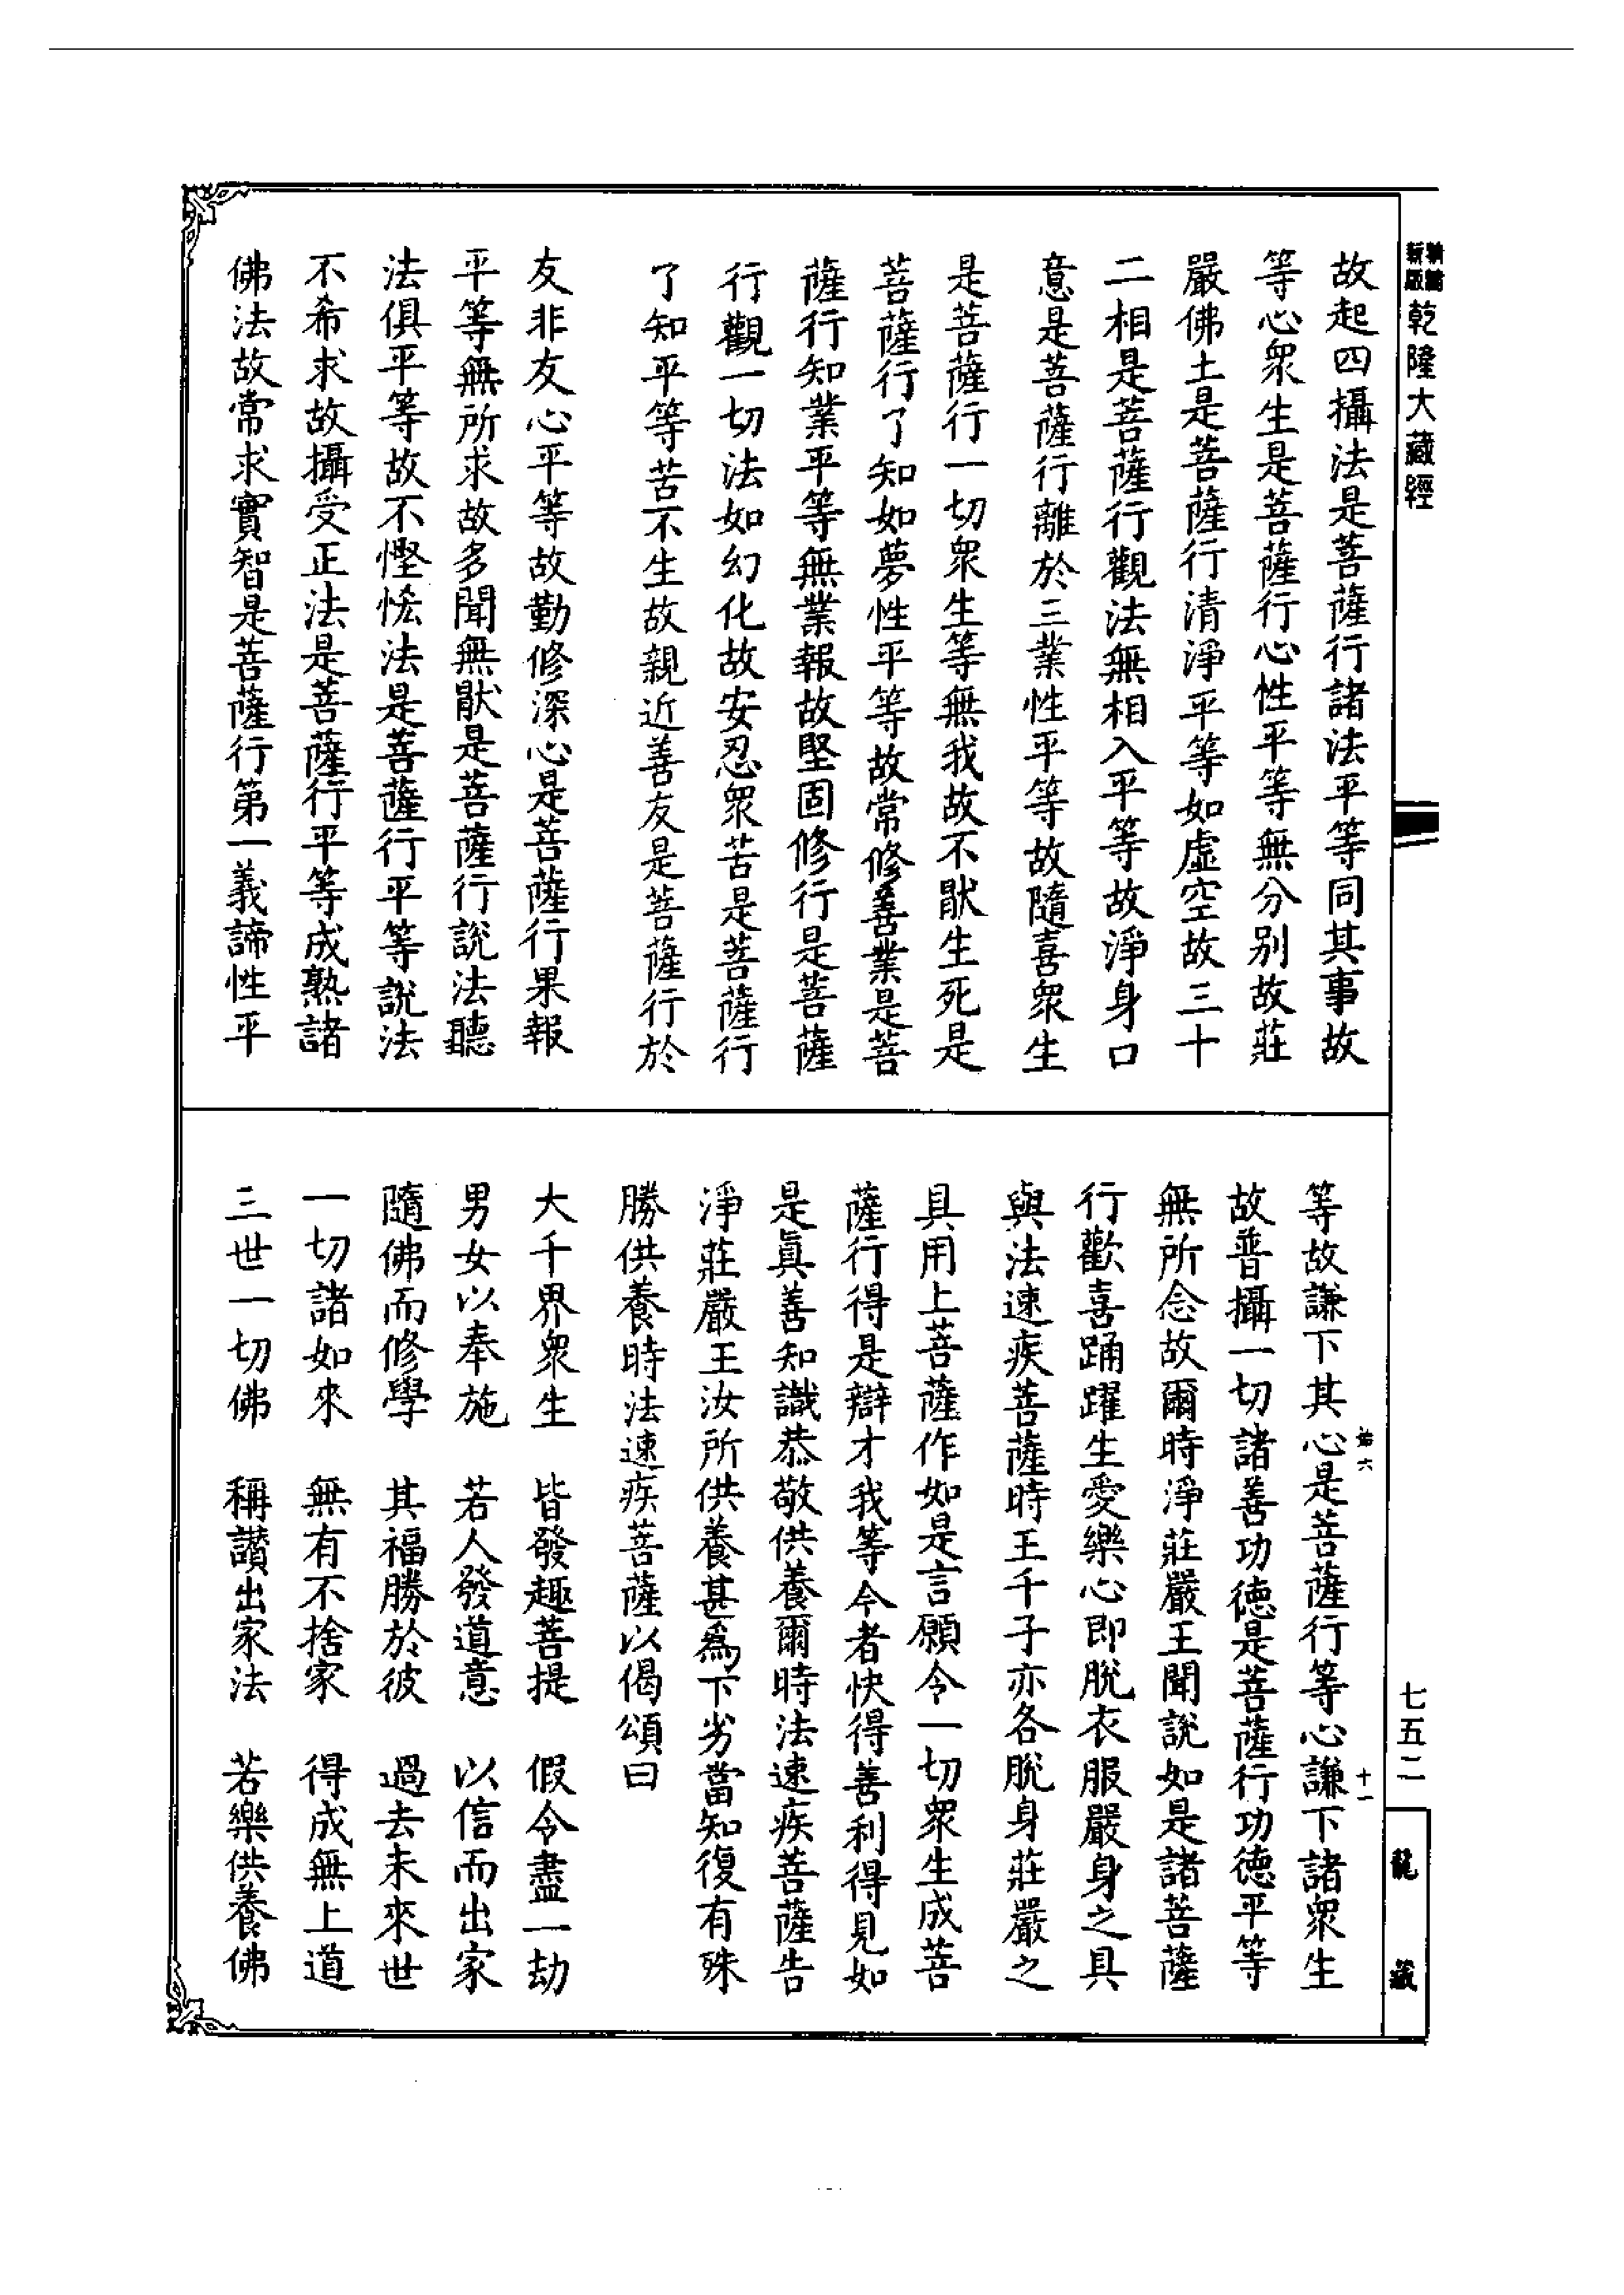 乾隆大藏經
故起四攝法是菩薩行諸法平等同其事故
等心衆生是菩薩行心性平等無分別故莊
嚴佛土是菩薩行清淨平等如虛空故三十
二相是菩薩行觀法無相入平等故淨身口
意是菩薩行離於三業性平等故隨喜衆生
是菩薩行一切衆生等無我故不猒生死是
菩薩行了知如夢性平等故常修善業是菩
薩行知業平等無業報故堅固修行是菩薩
行觀一切法如幻化故安忍衆苦是菩薩行
了知平等苦不生故親近善友是菩薩行於
友非友心平等故勤修深心是菩薩行果報
平等無所求故多聞無猒是菩薩行說法聽
法俱平等故不慳悋法是菩薩行平等說法
不希求故攝受正法是菩薩行平等成熟諸
佛法故常求實智是菩薩行第一義諦性平
等故謙下其心是菩薩行等心謙下諸衆生
故普攝一切諸善功德是菩薩行功德平等
無所念故爾時淨莊嚴王聞說如是諸菩薩
行歡喜踊躍生愛樂心即脫衣服嚴身之具
與法速疾菩薩時王千子亦各脫身莊嚴之
具用上菩薩作如是言願令一切衆生成菩
薩行得是辯才我等今者快得善利得見如
是眞善知識恭敬供養爾時法速疾菩薩告
淨莊嚴王汝所供養甚爲下劣當知復有殊
勝供養時法速疾菩薩以偈頌曰
大千界衆生　皆發趣菩提　假令盡一劫
男女以奉施　若人發道意　以信而出家
隨佛而修學　其福勝於彼　過去未來世
一切諸如來　無有不捨家　得成無上道
三世一切佛　稱讚出家法　若樂供養佛
七五二
龍藏
十一